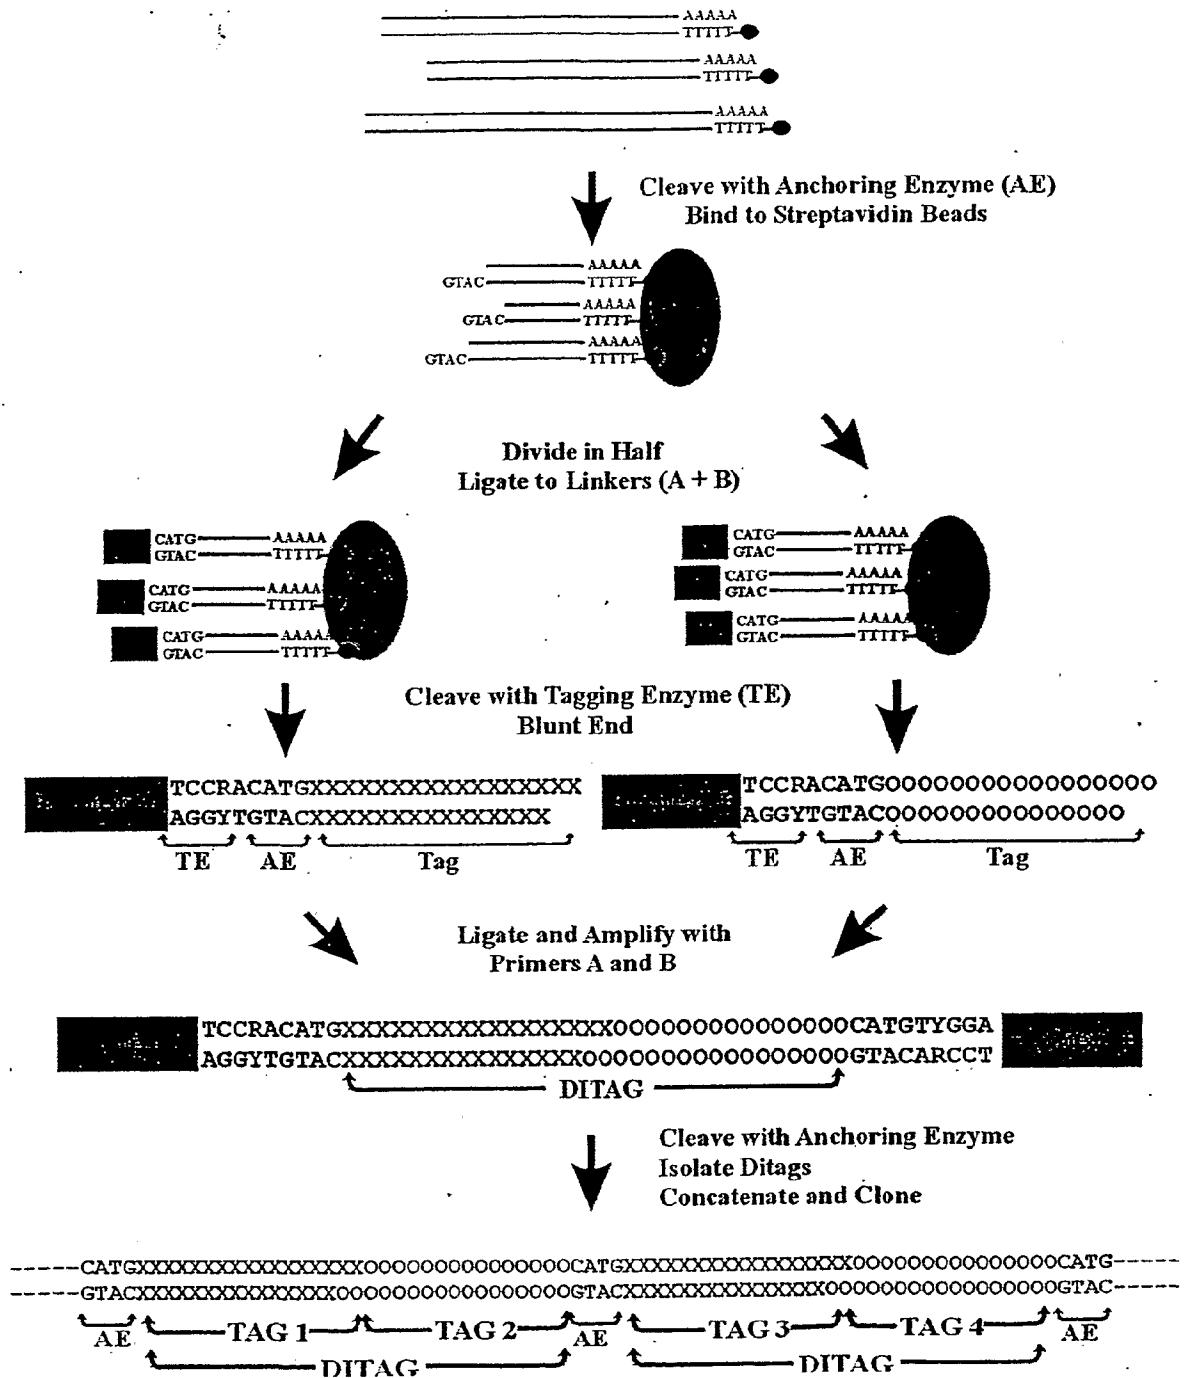 AAAAA
TTTTT
AAAAA
TTTTT
AAAAA
TTTTT
Cleave with Anchoring Enzyme (AE)
Bind to Streptavidin Beads
AAAAA
GTAC TTTTT
AAAAA
GTAC TTTTT
AAAAA
GTAC TTTTT
Divide in Half
Ligate to Linkers (A + B)
CATG AAAAA
GTAC TTTTT
CATG AAAAA
GTAC TTTTT
CATG AAAAA
GTAC TTTTT
CATG AAAAA
GTAC TTTTT
CATG AAAAA
GTAC TTTTT
CATG AAAAA
GTAC TTTTT
Cleave with Tagging Enzyme (TE)
Blunt End
TCCRACATGXXXXXXXXXXXXXXXXX
AGGYTGTACXXXXXXXXXXXXXXX
TE AE Tag
TCCRACATGOOOOOOOOOOOOOOOOO
AGGYTGTACOOOOOOOOOOOOOOO
TE AE Tag
Ligate and Amplify with
Primers A and B
TCCRACATGXXXXXXXXXXXXXXXXXOOOOOOOOOOOOOOOCATGTYGGA
AGGYTGTACXXXXXXXXXXXXXXXOOOOOOOOOOOOOOOOOGTACARCCT
DITAG
Cleave with Anchoring Enzyme
Isolate Ditags
Concatenate and Clone
-----CATGXXXXXXXXXXXXXXXXXOOOOOOOOOOOOOOOCATGXXXXXXXXXXXXXXXXXOOOOOOOOOOOOOOOCATG-----
-----GTACXXXXXXXXXXXXXXXOOOOOOOOOOOOOOOOOGTACXXXXXXXXXXXXXXXOOOOOOOOOOOOOOOOOGTAC-----
AE TAG 1 TAG 2 AE TAG 3 TAG 4 AE
DITAG DITAG